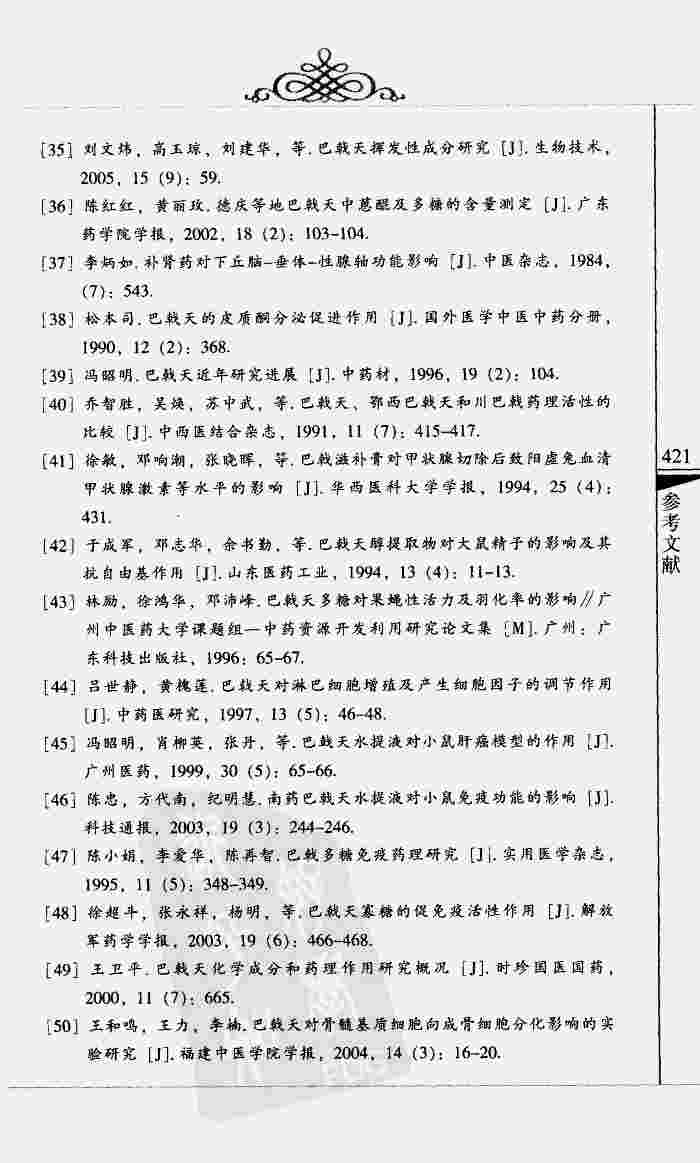 [35] 刘文炜，高玉琼、刘建华，等.巴戟天挥发性成分研究 [J].生物技术，
2005，15（9）：59.
[36] 陈红红，黄丽玫.德庆等地巴戟天中蒽醌及多糖的含量测定 [J].广东
药学院学报，2002，18（2）：103-104.
[37] 李炳如.补肾药对下丘脑-垂体-性腺轴功能影响 [J].中医杂志，1984，
（7）：543.
[38] 松本司.巴戟天的皮质酮分泌促进作用 [J].国外医学中医中药分册，
1990，12（2）：368.
[39] 冯昭明.巴戟天近年研究进展 [J].中药材，1996，19（2）：104.
[40] 乔智胜，吴焕，苏中武，等.巴戟天、鄂西巴戟天和川巴戟药理活性的
比较 [J].中西医结合杂志，1991，11（7）：415-417.
[41] 徐敏，邓响潮，张晓晖，等.巴戟滋补膏对甲状腺切除后致阳虚兔血清
甲状腺激素等水平的影响 [J].华西医科大学学报，1994，25（4）：
431.
[42] 于成军，邓志华，余书勤，等.巴戟天醇提取物对大鼠精子的影响及其
抗自由基作用 [J].山东医药工业，1994，13（4）：11-13.
[43] 林励，徐鸿华，邓沛峰.巴戟天多糖对果蝇性活力及羽化率的影响//广
州中医药大学课题组—中药资源开发利用研究论文集 [M].广州：广
东科技出版社，1996：65-67.
[44] 吕世静，黄槐莲.巴戟天对淋巴细胞增殖及产生细胞因子的调节作用
[J].中药医研究，1997，13（5）：46-48.
[45] 冯昭明，肖柳英，张丹，等.巴戟天水提液对小鼠肝癌模型的作用 [J].
广州医药，1999，30（5）：65-66.
[46] 陈忠，方代南，纪明慧.南药巴戟天水提液对小鼠免疫功能的影响 [J].
科技通报，2003，19（3）：244-246.
[47] 陈小娟，李爱华，陈再智.巴戟多糖免疫药理研究 [J].实用医学杂志，
1995，11（5）：348-349.
[48] 徐超斗，张永祥，杨明，等.巴戟天寡糖的促免疫活性作用 [J].解放
军药学学报，2003，19（6）：466-468.
[49] 王卫平.巴戟天化学成分和药理作用研究概况 [J].时珍国医国药，
2000，11（7）：665.
[50] 王和鸣，王力，李楠.巴戟天对骨髓基质细胞向成骨细胞分化影响的实
验研究 [J].福建中医学院学报，2004，14（3）：16-20.
421
参考文献